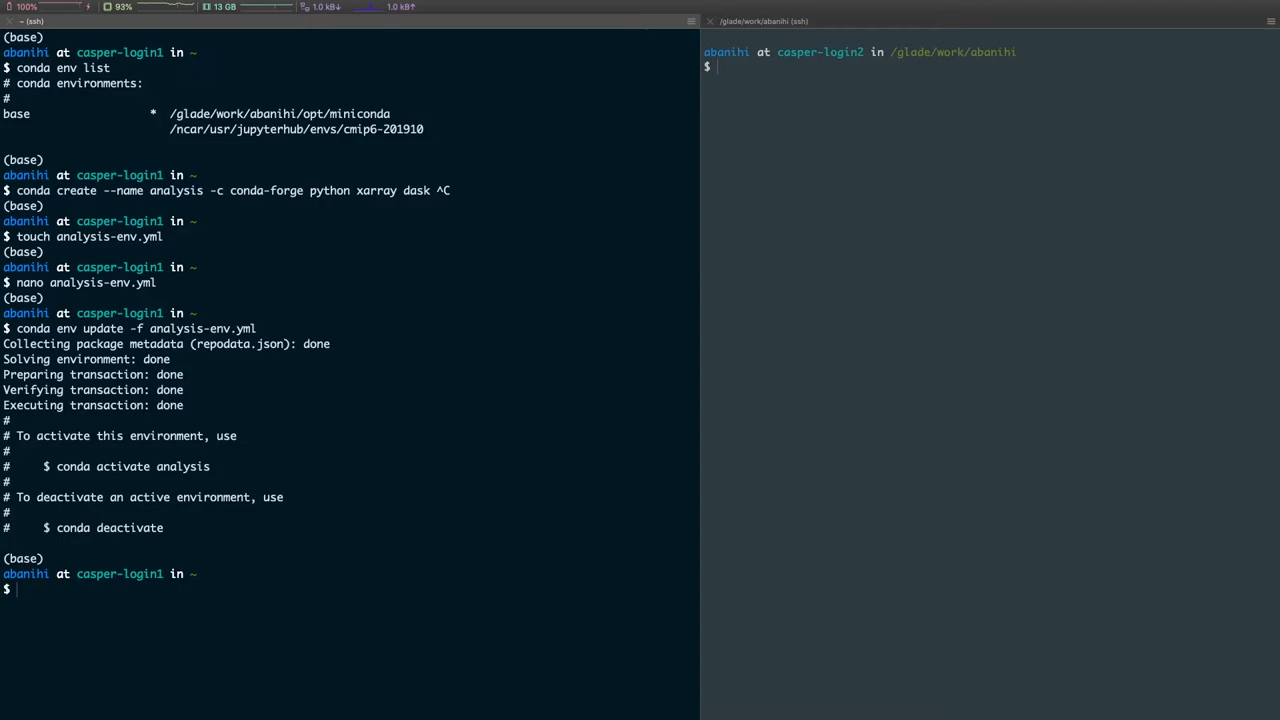 100% 93% 13 GB 1.0 kB↓ 1.0 kB↑
~ (ssh)
(base)
abanihi at casper-login1 in ~
$ conda env list
# conda environments:
#
base * /glade/work/abanihi/opt/miniconda
/ncar/usr/jupyterhub/envs/cmip6-201910
(base)
abanihi at casper-login1 in ~
$ conda create --name analysis -c conda-forge python xarray dask ^C
(base)
abanihi at casper-login1 in ~
$ touch analysis-env.yml
(base)
abanihi at casper-login1 in ~
$ nano analysis-env.yml
(base)
abanihi at casper-login1 in ~
$ conda env update -f analysis-env.yml
Collecting package metadata (repodata.json): done
Solving environment: done
Preparing transaction: done
Verifying transaction: done
Executing transaction: done
#
# To activate this environment, use
#
# $ conda activate analysis
#
# To deactivate an active environment, use
#
# $ conda deactivate
(base)
abanihi at casper-login1 in ~
$
/glade/work/abanihi (ssh)
abanihi at casper-login2 in /glade/work/abanihi
$